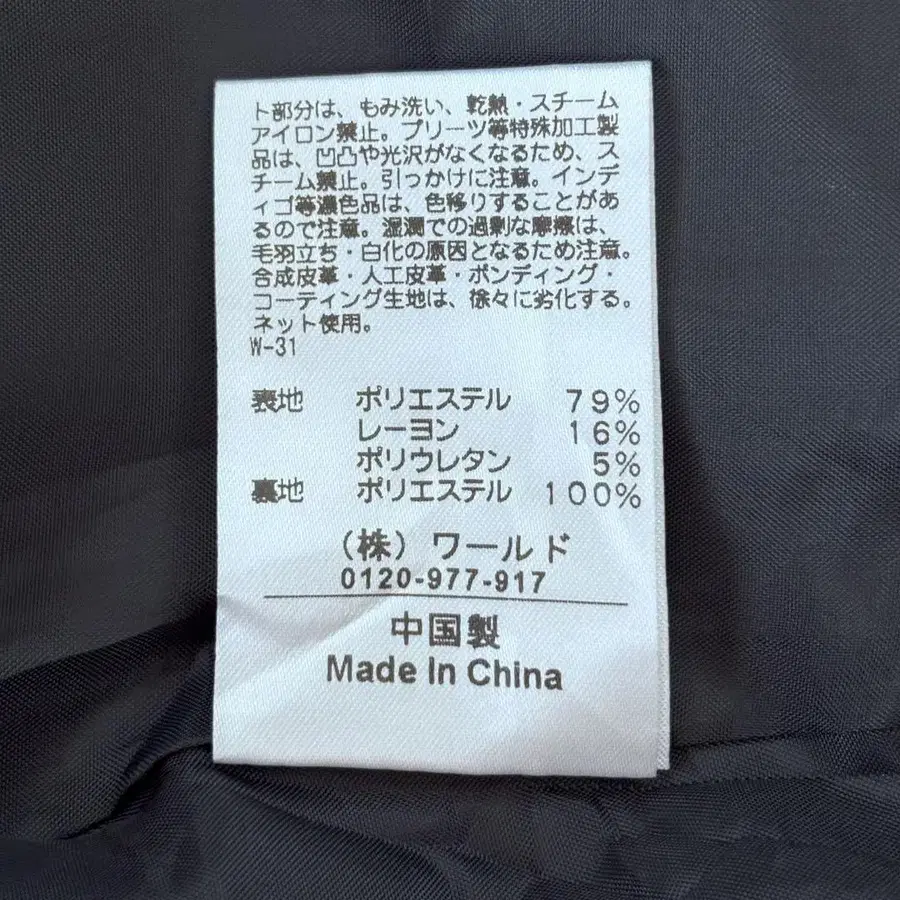 ト部分は、もみ洗い、乾熱・スチーム
アイロン禁止。プリーツ等特殊加工製
品は、凹凸や光沢がなくなるため、ス
チーム禁止。引っかけに注意。インデ
ィゴ等濃色品は、色移りすることがあ
るので注意。湿潤での過剰な摩擦は、
毛羽立ち・白化の原因となるため注意。
合成皮革・人工皮革・ボンディング・
コーティング生地は、徐々に劣化する。
ネット使用。
W-31
表地 ポリエステル 79%
レーヨン 16%
ポリウレタン 5%
裏地 ポリエステル 100%
（株）ワールド
0120-977-917
中国製
Made In China